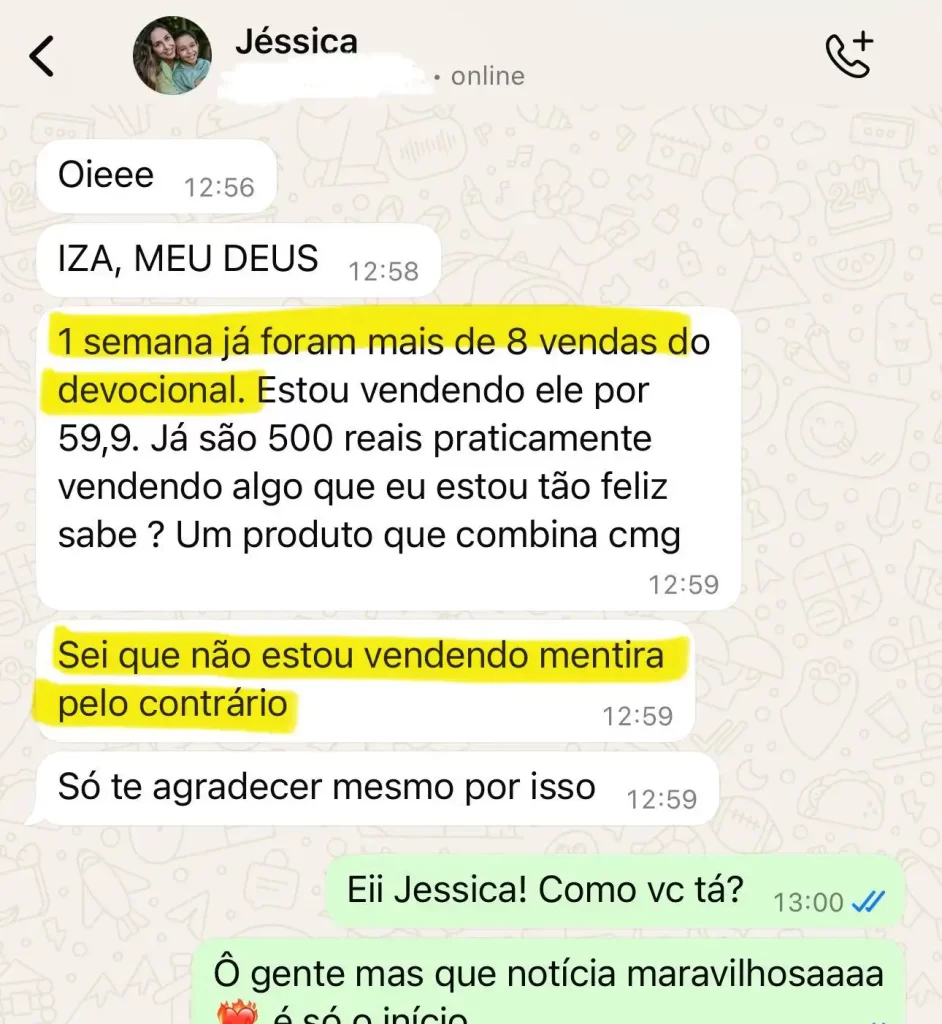 Jéssica
• online
Oieee 12:56
IZA, MEU DEUS 12:58
1 semana já foram mais de 8 vendas do
devocional. Estou vendendo ele por
59,9. Já são 500 reais praticamente
vendendo algo que eu estou tão feliz
sabe ? Um produto que combina cmg
12:59
Sei que não estou vendendo mentira
pelo contrário 12:59
Só te agradecer mesmo por isso 12:59
Eii Jessica! Como vc tá? 13:00
Ô gente mas que notícia maravilhosaaaa
❤️‍🔥 é só o início